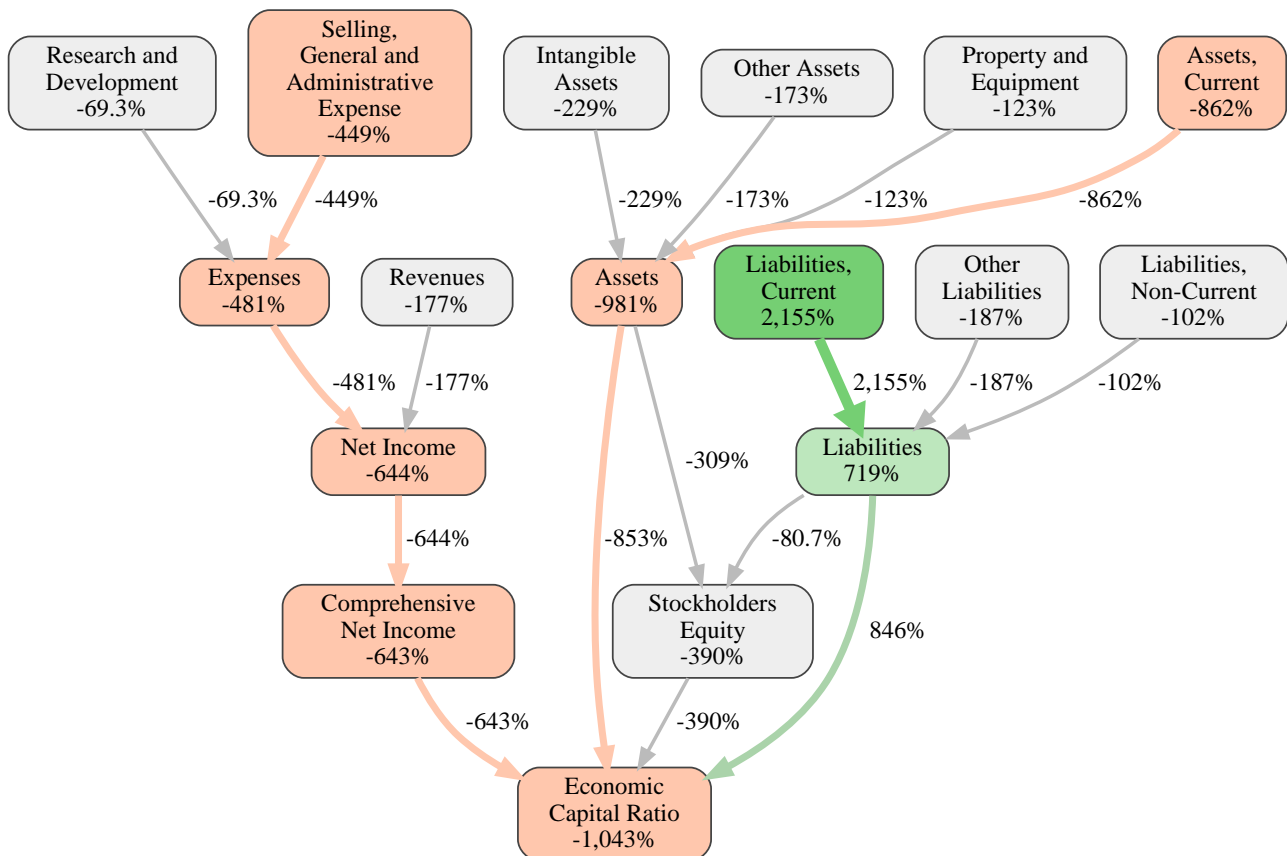 Research and
Development
-69.3%
Selling,
General and
Administrative
Expense
-449%
Intangible
Assets
-229%
Other Assets
-173%
Property and
Equipment
-123%
Assets,
Current
-862%
-69.3%
-449%
-229%
-173%
-123%
-862%
Expenses
-481%
Revenues
-177%
Assets
-981%
Liabilities,
Current
2,155%
Other
Liabilities
-187%
Liabilities,
Non-Current
-102%
-481%
-177%
2,155%
-187%
-102%
Net Income
-644%
-309%
Liabilities
719%
-644%
-853%
-80.7%
Comprehensive
Net Income
-643%
Stockholders
Equity
-390%
846%
-643%
-390%
Economic
Capital Ratio
-1,043%